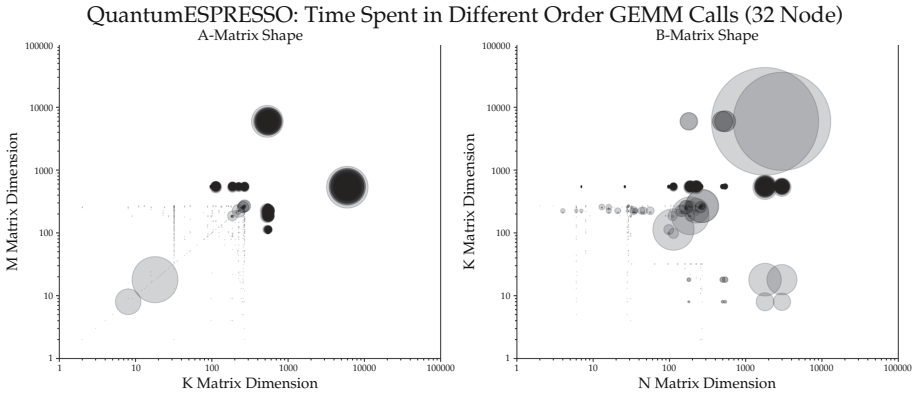 QuantumESPRESSO: Time Spent in Different Order GEMM Calls (32 Node)
A-Matrix Shape
M Matrix Dimension
100000
10000
1000
100
10
1
1 10 100 1000 10000 100000
K Matrix Dimension
B-Matrix Shape
K Matrix Dimension
100000
10000
1000
100
10
1
1 10 100 1000 10000 100000
N Matrix Dimension